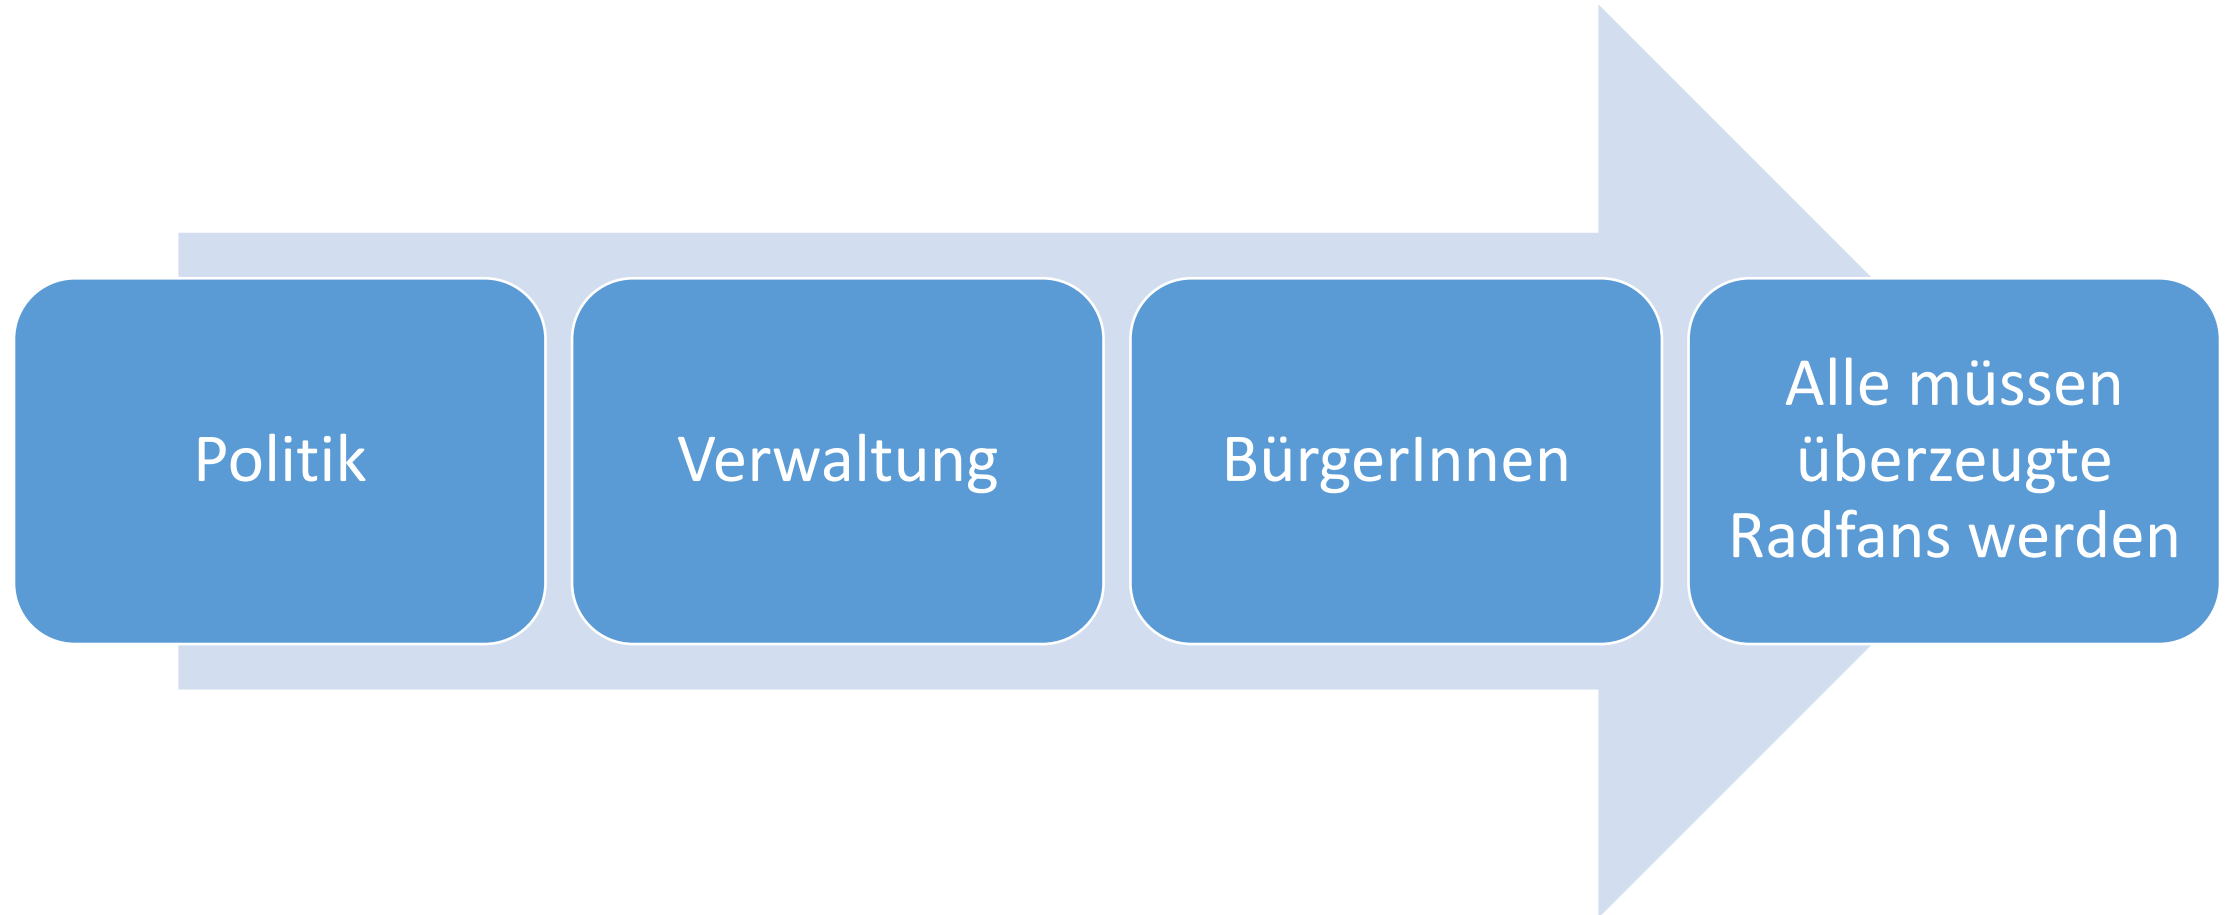 Politik
Verwaltung
BürgerInnen
Alle müssen
überzeugte
Radfans werden